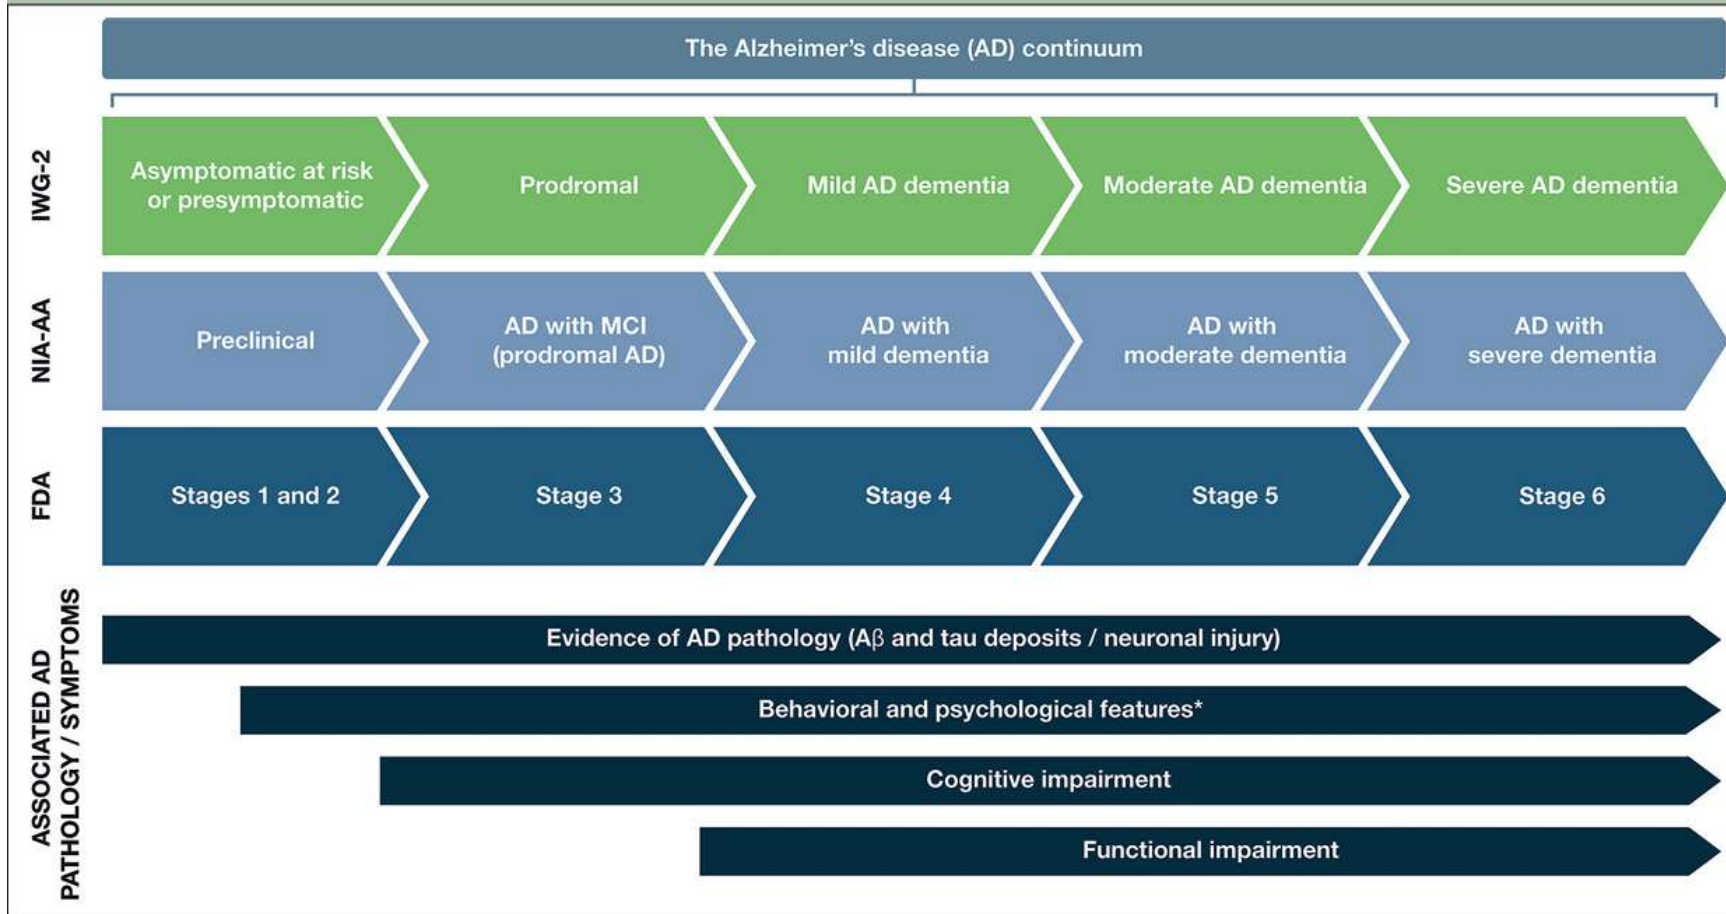 The Alzheimer's disease (AD) continuum
IWG-2
Asymptomatic at risk
or presymptomatic
Prodromal
Mild AD dementia
Moderate AD dementia
Severe AD dementia
NIA-AA
Preclinical
AD with MCI
(prodromal AD)
AD with
mild dementia
AD with
moderate dementia
AD with
severe dementia
FDA
Stages 1 and 2
Stage 3
Stage 4
Stage 5
Stage 6
ASSOCIATED AD
PATHOLOGY / SYMPTOMS
Evidence of AD pathology (Aβ and tau deposits / neuronal injury)
Behavioral and psychological features*
Cognitive impairment
Functional impairment